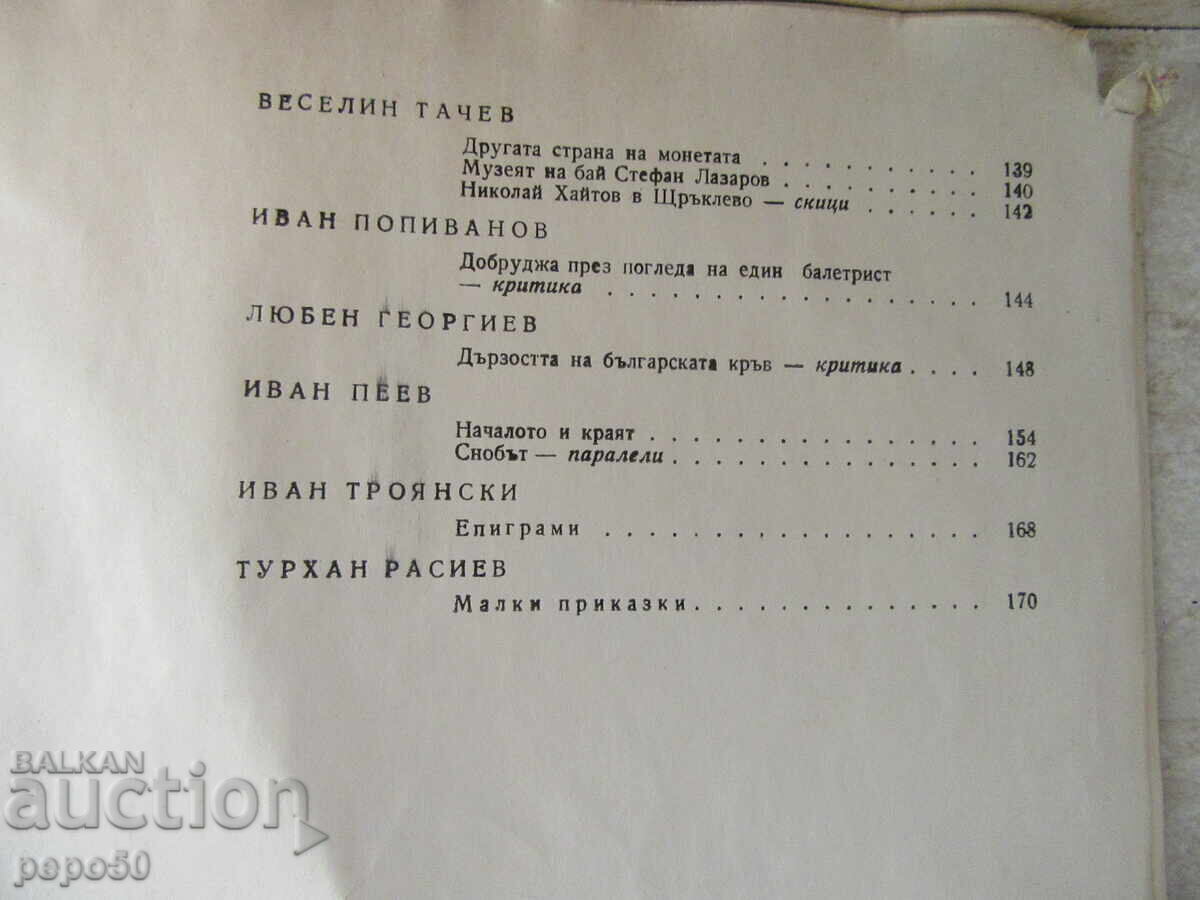 ВЕСЕЛИН ТАЧЕВ
Другата страна на монетата . . . . . . . . . . 139
Музеят на бай Стефан Лазаров . . . . . . . . . 140
Николай Хайтов в Щръклево — скици . . . . . . 142
ИВАН ПОПИВАНОВ
Добруджа през погледа на един балетрист
— критика . . . . . . . . . . . . . . . . . 144
ЛЮБЕН ГЕОРГИЕВ
Дързостта на българската кръв — критика . . . . 148
ИВАН ПЕЕВ
Началото и краят . . . . . . . . . . . . . . . 154
Снобът — паралели . . . . . . . . . . . . . . 162
ИВАН ТРОЯНСКИ
Епиграми . . . . . . . . . . . . . . . . . 168
ТУРХАН РАСИЕВ
Малки приказки . . . . . . . . . . . . . . 170
BALKAN
auction
pepo50